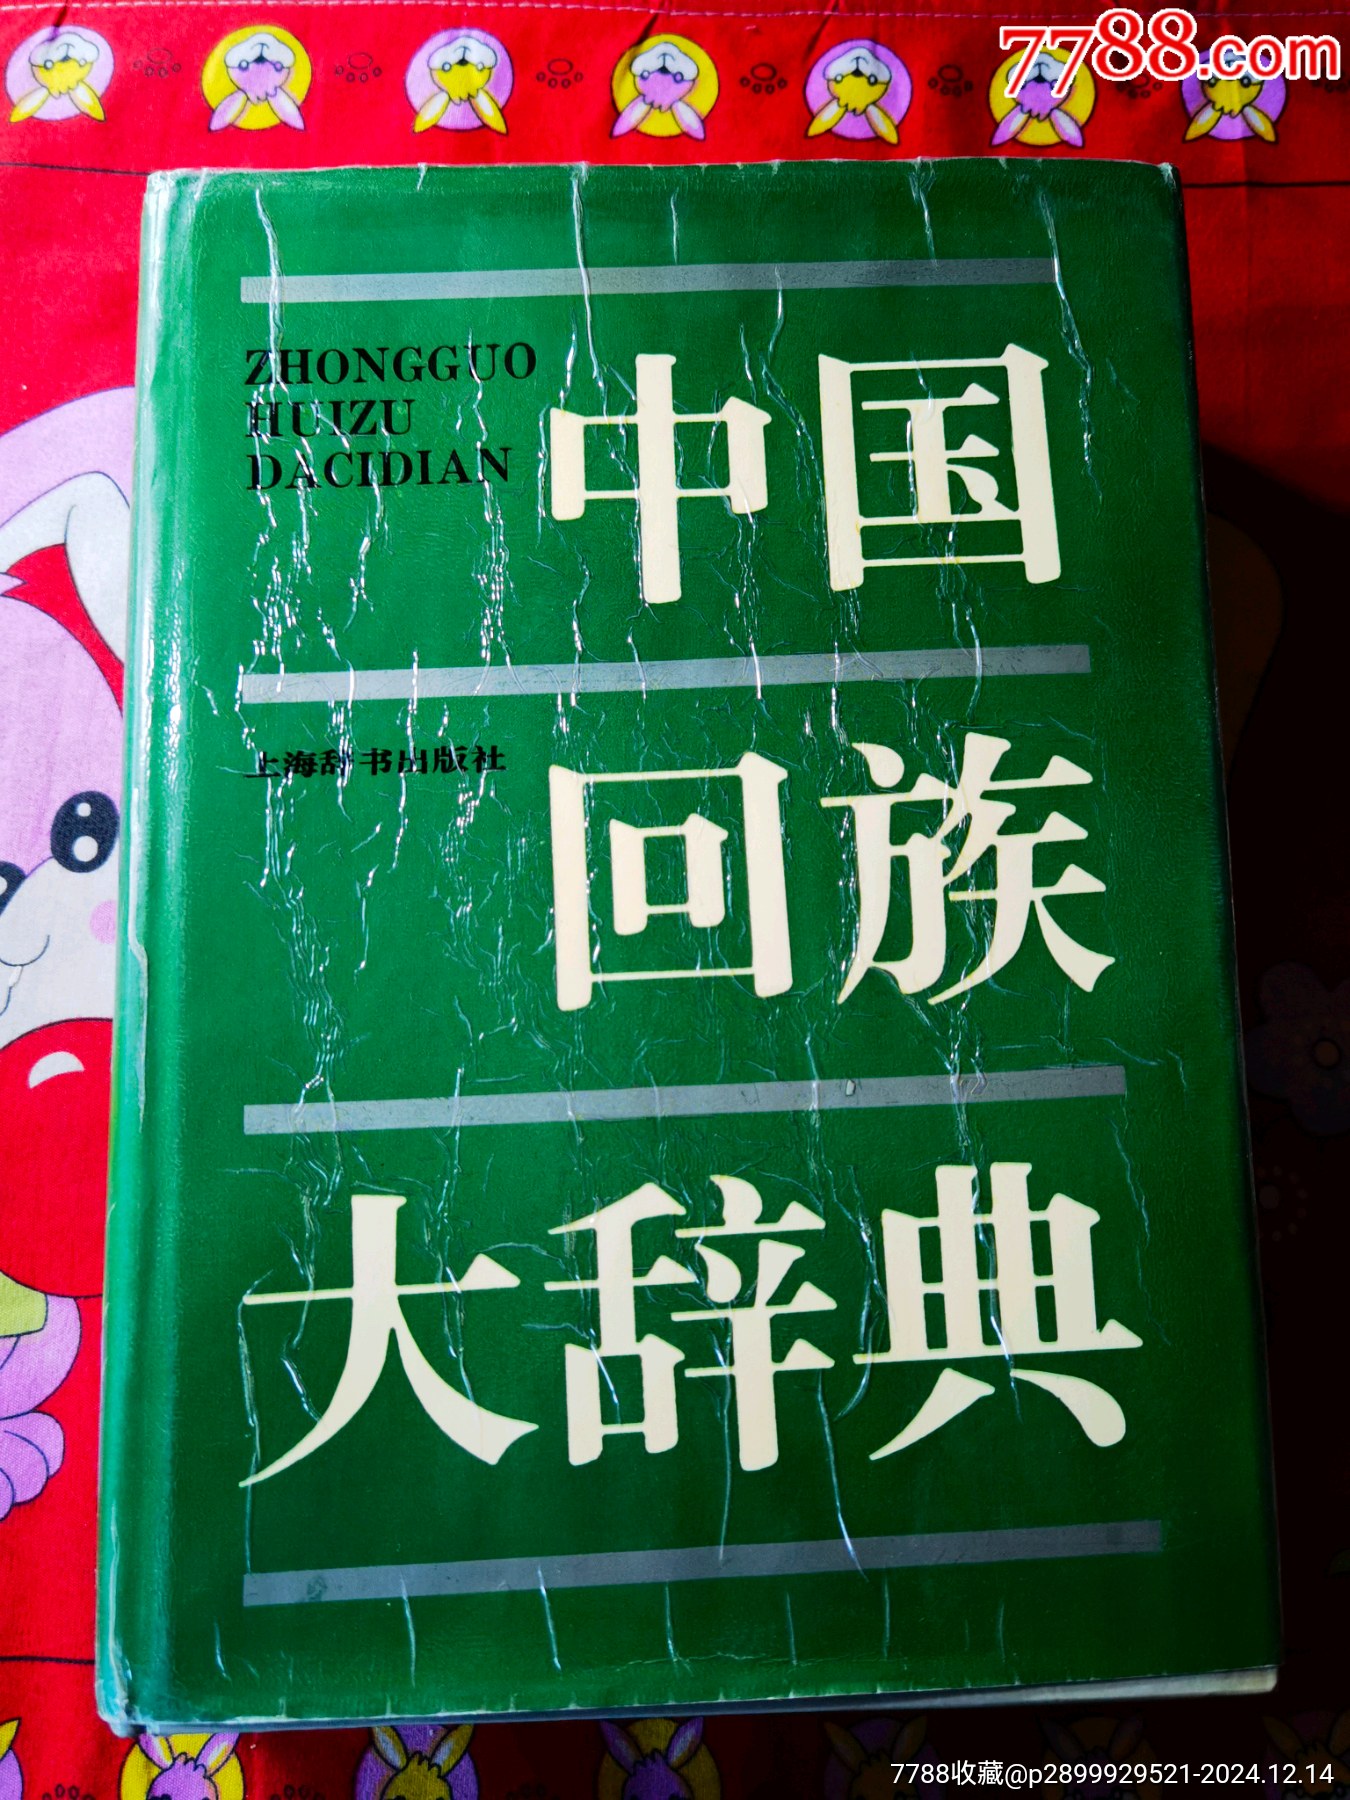 7788.com
ZHONGGUO
HUIZU
DACIDIAN
中国
上海辞书出版社
回族
大辞典
7788收藏@p2899929521-2024.12.14